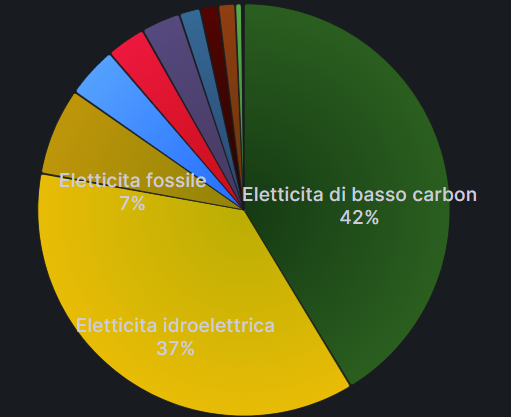 Eletticita fossile
7%
Eletticita di basso carbon
42%
Eletticita idroelettrica
37%